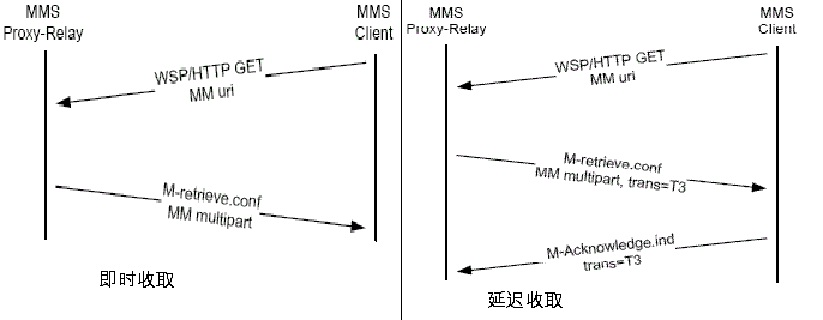 MMS
Proxy-Relay
MMS
Client
WSP/HTTP GET
MM uri
M-retrieve.conf
MM multipart
即时收取
MMS
Proxy-Relay
MMS
Client
WSP/HTTP GET
MM uri
M-retrieve.conf
MM multipart, trans=T3
M-Acknowledge.ind
trans=T3
延迟收取